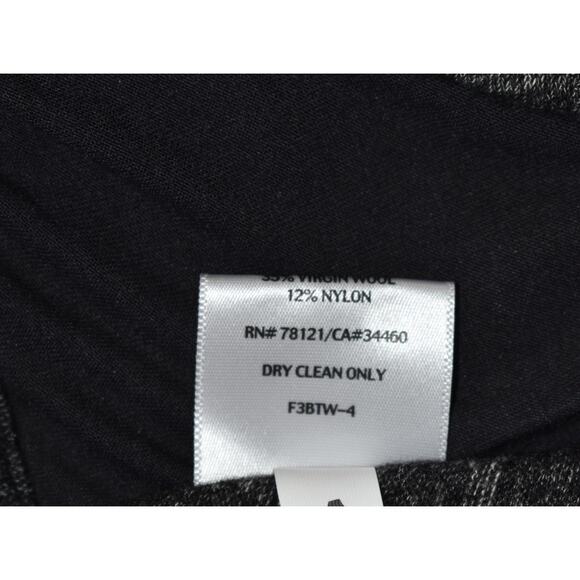 VIRGIN WOOL
12% NYLON
RN# 78121/CA#34460
DRY CLEAN ONLY
F3BTW-4